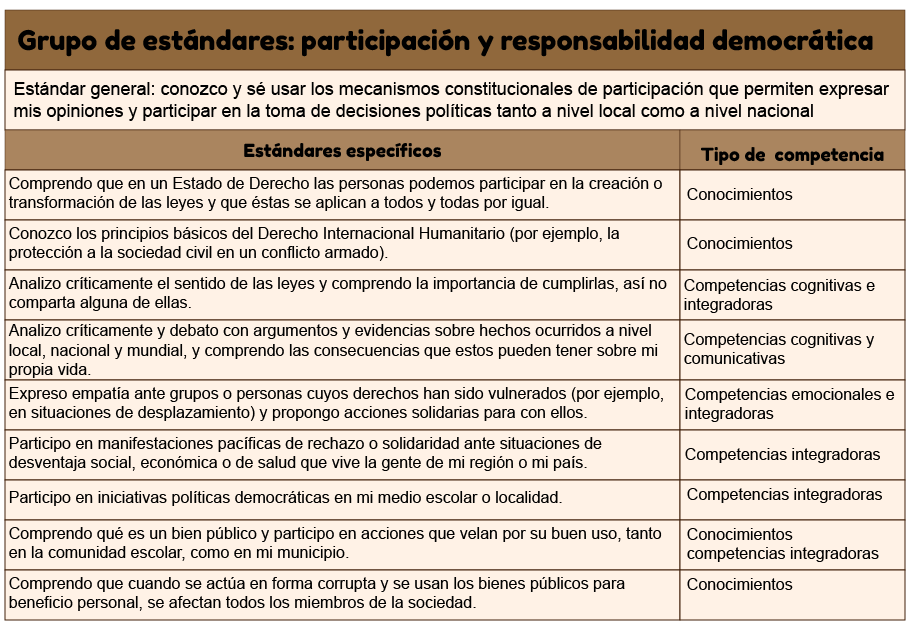 Grupo de estándares: participación y responsabilidad democrática
Estándar general: conozco y sé usar los mecanismos constitucionales de participación que permiten expresar
mis opiniones y participar en la toma de decisiones políticas tanto a nivel local como a nivel nacional
Estándares específicos
Tipo de competencia
Comprendo que en un Estado de Derecho las personas podemos participar en la creación o
transformación de las leyes y que éstas se aplican a todos y todas por igual.
Conocimientos
Conozco los principios básicos del Derecho Internacional Humanitario (por ejemplo, la
protección a la sociedad civil en un conflicto armado).
Conocimientos
Analizo críticamente el sentido de las leyes y comprendo la importancia de cumplirlas, así no
comparta alguna de ellas.
Competencias cognitivas e
integradoras
Analizo críticamente y debato con argumentos y evidencias sobre hechos ocurridos a nivel
local, nacional y mundial, y comprendo las consecuencias que estos pueden tener sobre mi
propia vida.
Competencias cognitivas y
comunicativas
Expreso empatía ante grupos o personas cuyos derechos han sido vulnerados (por ejemplo,
en situaciones de desplazamiento) y propongo acciones solidarias para con ellos.
Competencias emocionales e
integradoras
Participo en manifestaciones pacíficas de rechazo o solidaridad ante situaciones de
desventaja social, económica o de salud que vive la gente de mi región o mi país.
Competencias integradoras
Participo en iniciativas políticas democráticas en mi medio escolar o localidad.
Competencias integradoras
Comprendo qué es un bien público y participo en acciones que velan por su buen uso, tanto
en la comunidad escolar, como en mi municipio.
Conocimientos
competencias integradoras
Comprendo que cuando se actúa en forma corrupta y se usan los bienes públicos para
beneficio personal, se afectan todos los miembros de la sociedad.
Conocimientos